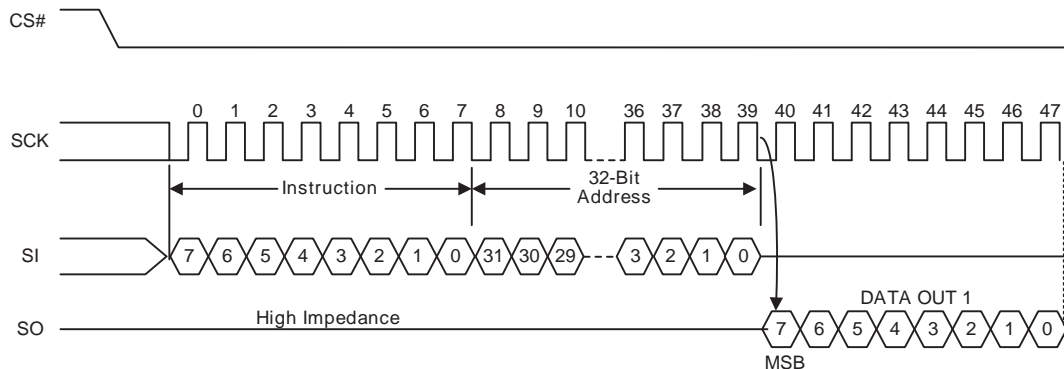 CS#
0 1 2 3 4 5 6 7 8 9 10 36 37 38 39 40 41 42 43 44 45 46 47
SCK
Instruction
32-Bit
Address
SI
7 6 5 4 3 2 1 0 31 30 29 3 2 1 0
DATA OUT 1
High Impedance
SO
7 6 5 4 3 2 1 0
MSB